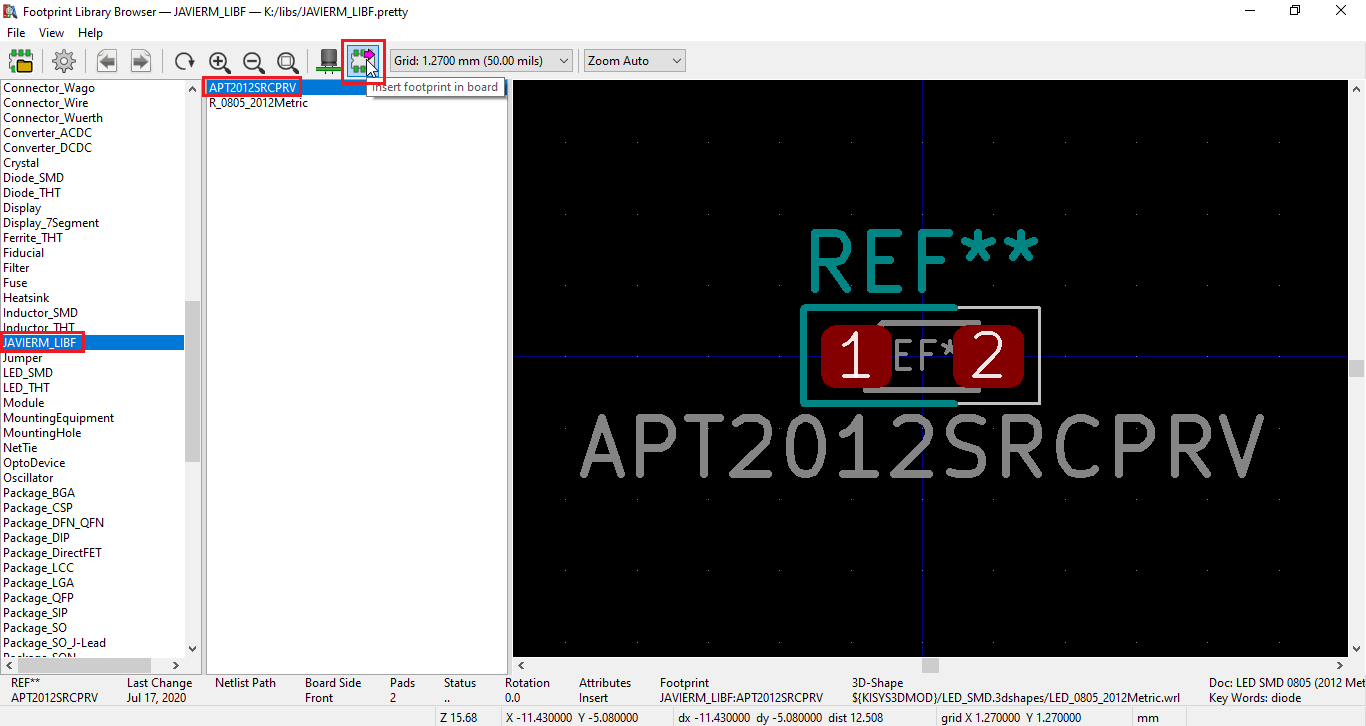 Footprint Library Browser — JAVIERM_LIBF — K:/libs/JAVIERM_LIBF.pretty
File View Help
Grid: 1.2700 mm (50.00 mils)
Zoom Auto
Insert footprint in board
Connector_Wago
Connector_Wire
Connector_Wuerth
Converter_ACDC
Converter_DCDC
Crystal
Diode_SMD
Diode_THT
Display
Display_7Segment
Ferrite_THT
Fiducial
Filter
Fuse
Heatsink
Inductor_SMD
Inductor_THT
JAVIERM_LIBF
Jumper
LED_SMD
LED_THT
Module
MountingEquipment
MountingHole
NetTie
OptoDevice
Oscillator
Package_BGA
Package_CSP
Package_DFN_QFN
Package_DIP
Package_DirectFET
Package_LCC
Package_LGA
Package_QFP
Package_SIP
Package_SO
Package_SO_J-Lead
Package_SON
APT2012SRCPRV
R_0805_2012Metric
REF**
1 EF* 2
APT2012SRCPRV
REF** Last Change Netlist Path Board Side Pads Status Rotation Attributes Footprint 3D-Shape Doc: LED SMD 0805 (2012 Met
APT2012SRCPRV Jul 17, 2020 Front 2 .. 0.0 Insert JAVIERM_LIBF:APT2012SRCPRV ${KISYS3DMOD}/LED_SMD.3dshapes/LED_0805_2012Metric.wrl Key Words: diode
Z 15.68 X -11.430000 Y -5.080000 dx -11.430000 dy -5.080000 dist 12.508 grid X 1.270000 Y 1.270000 mm